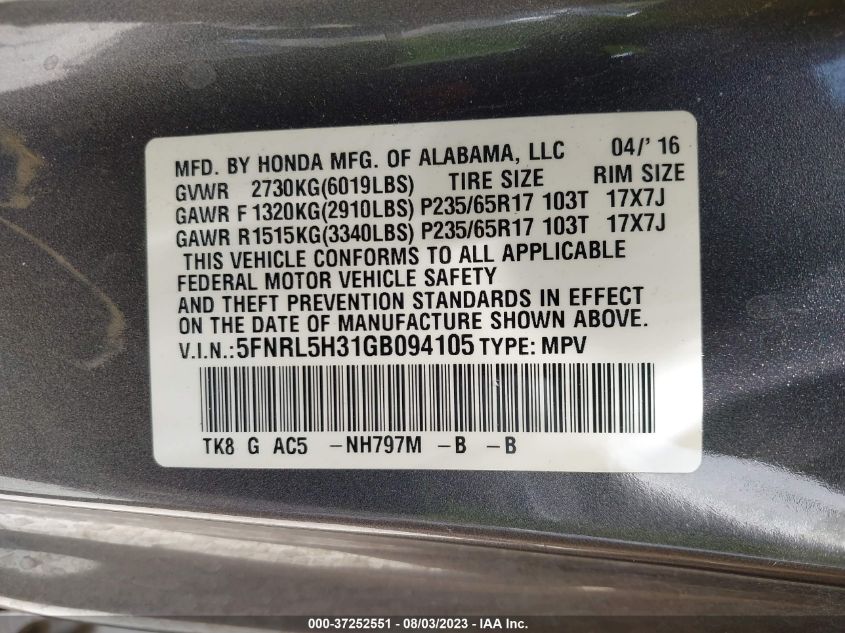 MFD. BY HONDA MFG. OF ALABAMA, LLC 04/' 16
GVWR 2730KG(6019LBS) TIRE SIZE RIM SIZE
GAWR F 1320KG(2910LBS) P235/65R17 103T 17X7J
GAWR R1515KG(3340LBS) P235/65R17 103T 17X7J
THIS VEHICLE CONFORMS TO ALL APPLICABLE
FEDERAL MOTOR VEHICLE SAFETY
AND THEFT PREVENTION STANDARDS IN EFFECT
ON THE DATE OF MANUFACTURE SHOWN ABOVE.
V.I.N.:5FNRL5H31GB094105 TYPE: MPV
TK8 G AC5 -NH797M -B -B
000-37252551 - 08/03/2023 - IAA Inc.